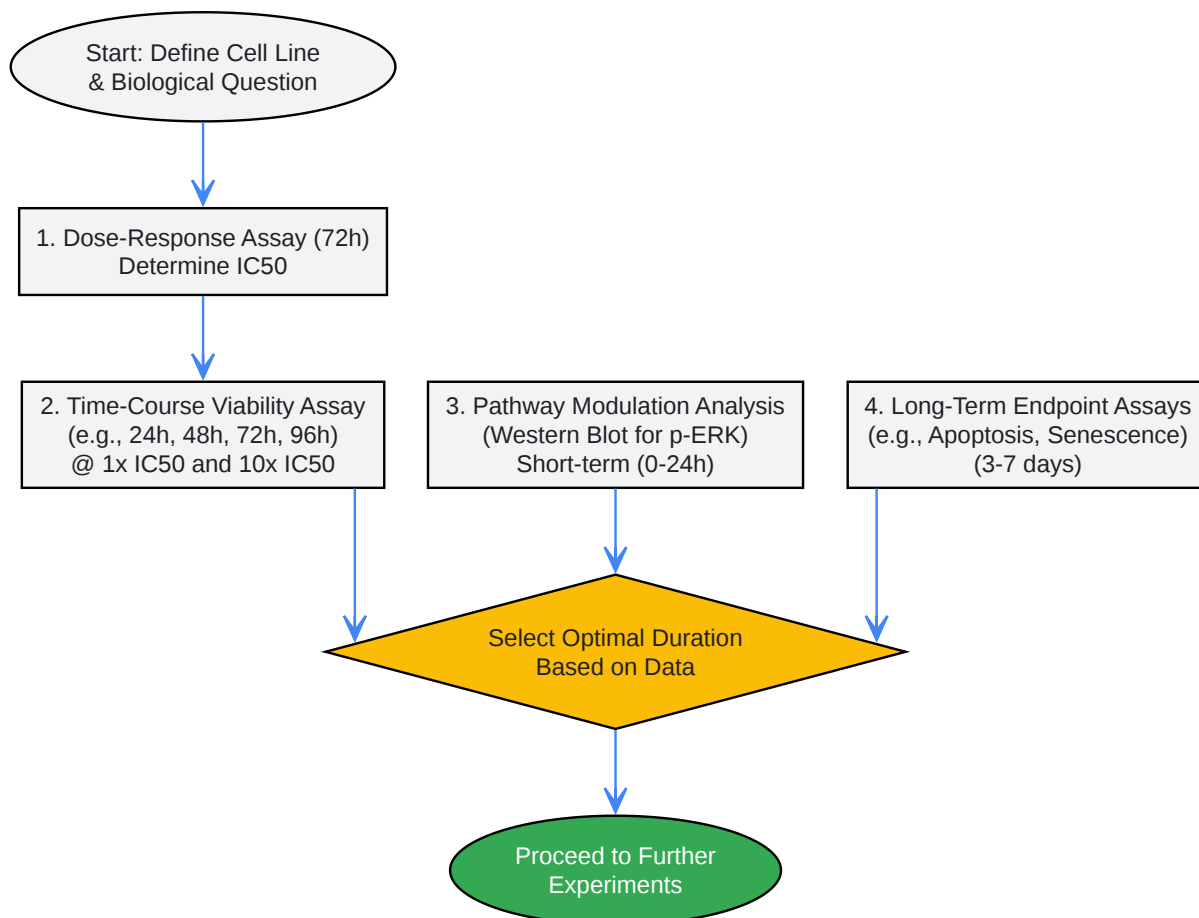 Start: Define Cell Line
& Biological Question
1. Dose-Response Assay (72h)
Determine IC50
2. Time-Course Viability Assay
(e.g., 24h, 48h, 72h, 96h)
@ 1x IC50 and 10x IC50
3. Pathway Modulation Analysis
(Western Blot for p-ERK)
Short-term (0-24h)
4. Long-Term Endpoint Assays
(e.g., Apoptosis, Senescence)
(3-7 days)
Select Optimal Duration
Based on Data
Proceed to Further
Experiments